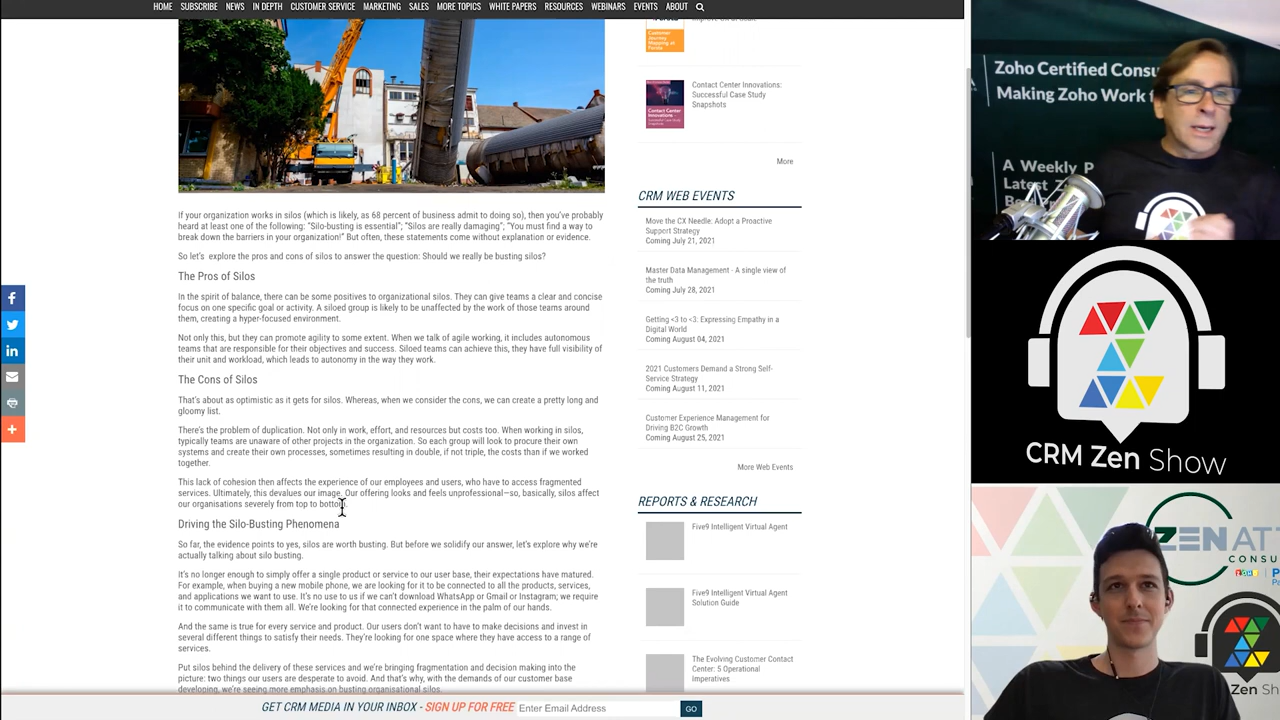 HOME SUBSCRIBE NEWS IN DEPTH CUSTOMER SERVICE MARKETING SALES MORE TOPICS WHITE PAPERS RESOURCES WEBINARS EVENTS ABOUT
If your organization works in silos (which is likely, as 68 percent of business admit to doing so), then you've probably
heard at least one of the following: "Silo-busting is essential"; "Silos are really damaging"; "You must find a way to
break down the barriers in your organization!" But often, these statements come without explanation or evidence.
So let's explore the pros and cons of silos to answer the question: Should we really be busting silos?
The Pros of Silos
In the spirit of balance, there can be some positives to organizational silos. They can give teams a clear and concise
focus on one specific goal or activity. A siloed group is likely to be unaffected by the work of those teams around
them, creating a hyper-focused environment.
Not only this, but they can promote agility to some extent. When we talk of agile working, it includes autonomous
teams that are responsible for their objectives and success. Siloed teams can achieve this, they have full visibility of
their unit and workload, which leads to autonomy in the way they work.
The Cons of Silos
That's about as optimistic as it gets for silos. Whereas, when we consider the cons, we can create a pretty long and
gloomy list.
There's the problem of duplication. Not only in work, effort, and resources but costs too. When working in silos,
typically teams are unaware of other projects in the organization. So each group will look to procure their own
systems and create their own processes, sometimes resulting in double, if not triple, the costs than if we worked
together.
This lack of cohesion then affects the experience of our employees and users, who have to access fragmented
services. Ultimately, this devalues our image. Our offering looks and feels unprofessional—so, basically, silos affect
our organisations severely from top to bottom.
Driving the Silo-Busting Phenomena
So far, the evidence points to yes, silos are worth busting. But before we solidify our answer, let's explore why we're
actually talking about silo busting.
It's no longer enough to simply offer a single product or service to our user base, their expectations have matured.
For example, when buying a new mobile phone, we are looking for it to be connected to all the products, services,
and applications we want to use. It's no use to us if we can't download WhatsApp or Gmail or Instagram; we require
it to communicate with them all. We're looking for that connected experience in the palm of our hands.
And the same is true for every service and product. Our users don't want to have to make decisions and invest in
several different things to satisfy their needs. They're looking for one space where they have access to a range of
services.
Put silos behind the delivery of these services and we're bringing fragmentation and decision making into the
picture: two things our users are desperate to avoid. And that's why, with the demands of our customer base
developing, we're seeing more emphasis on busting organisational silos.
Customer
Journey
Mapping at
Contact Center Innovations:
Successful Case Study
Snapshots
Contact Center
Innovations
More
CRM WEB EVENTS
Move the CX Needle: Adopt a Proactive
Support Strategy
Coming July 21, 2021
Master Data Management - A single view of
the truth
Coming July 28, 2021
Getting <3 to <3: Expressing Empathy in a
Digital World
Coming August 04, 2021
2021 Customers Demand a Strong Self-
Service Strategy
Coming August 11, 2021
Customer Experience Management for
Driving B2C Growth
Coming August 25, 2021
More Web Events
REPORTS & RESEARCH
Five9 Intelligent Virtual Agent
Five9 Intelligent Virtual Agent
Solution Guide
The Evolving Customer Contact
Center: 5 Operational
Imperatives
GET CRM MEDIA IN YOUR INBOX - SIGN UP FOR FREE Enter Email Address GO
Zoho Certified Consu
Making Zoho Work f
A Weekly P
Latest Z
CRM Zen Show
ZENAT
CONSU
CRM
Zen Sh